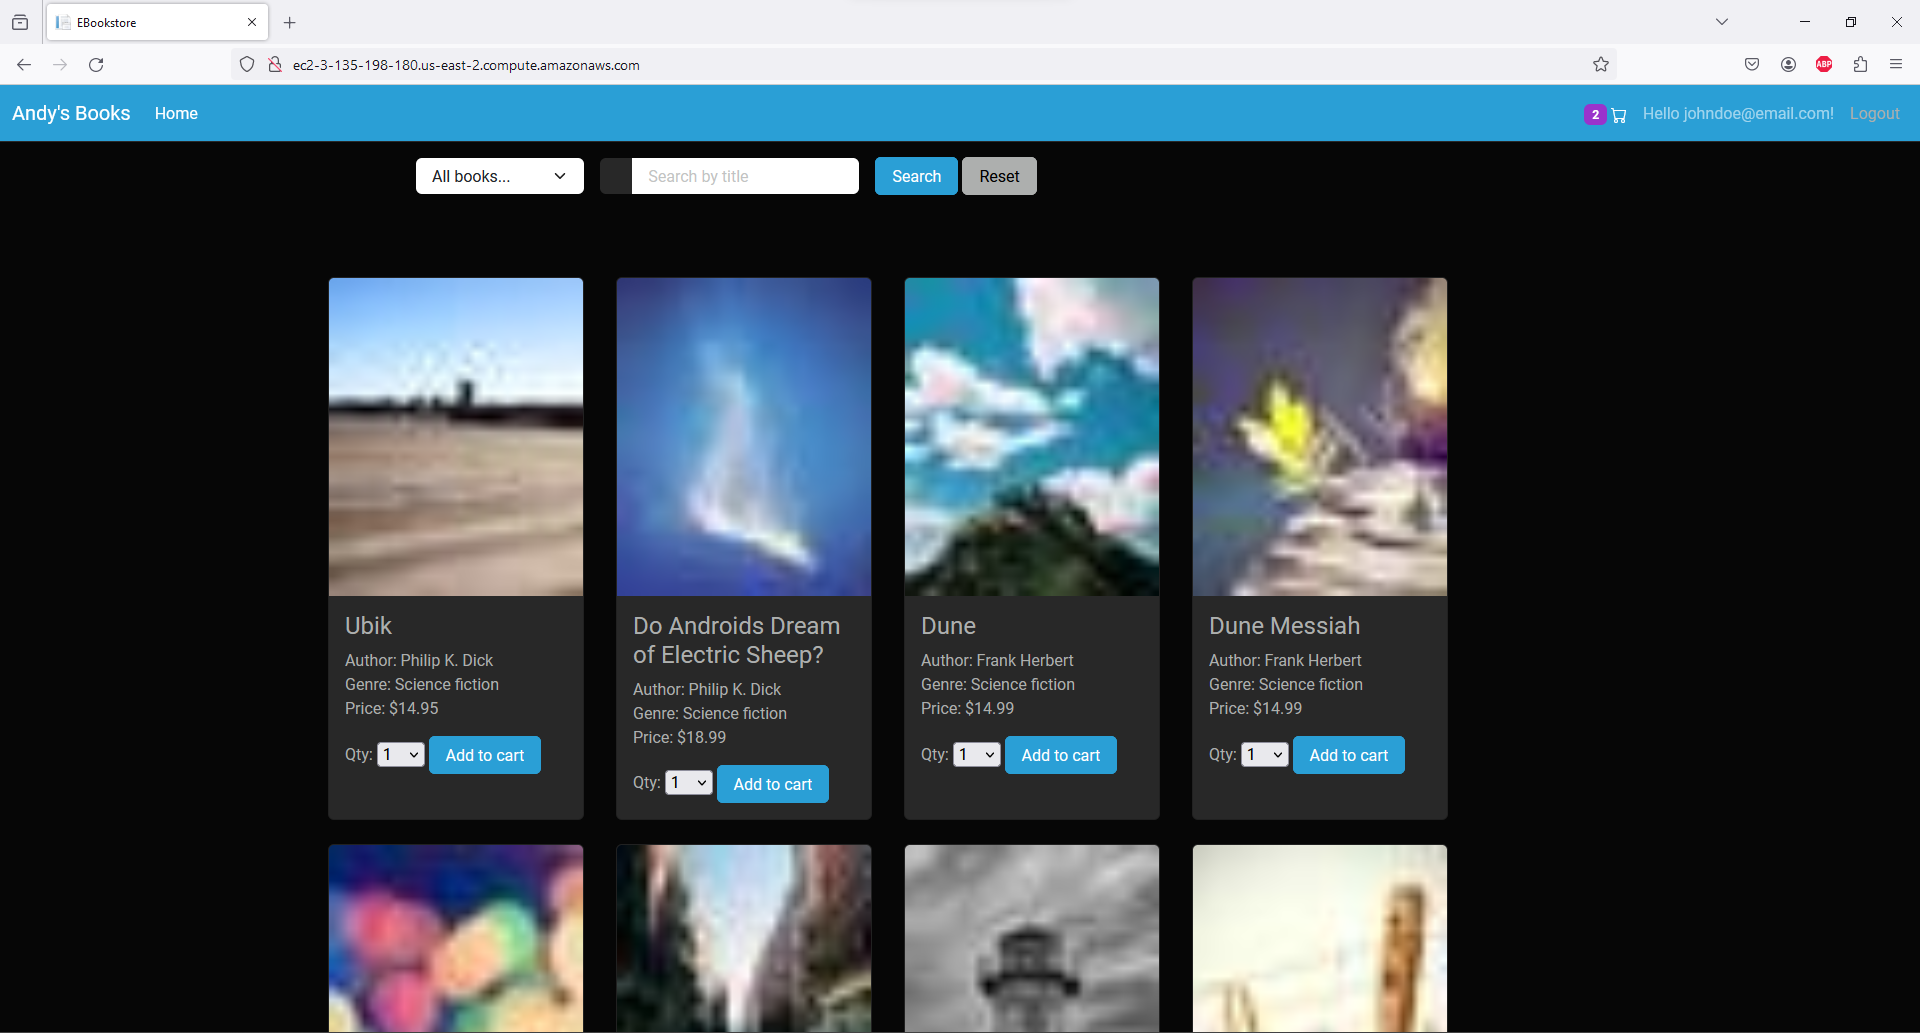 EBookstore
ec2-3-135-198-180.us-east-2.compute.amazonaws.com
ABP
Andy's Books Home 2 Hello johndoe@email.com! Logout
All books... Search by title Search Reset
Ubik
Author: Philip K. Dick
Genre: Science fiction
Price: $14.95
Qty: 1 Add to cart
Do Androids Dream
of Electric Sheep?
Author: Philip K. Dick
Genre: Science fiction
Price: $18.99
Qty: 1 Add to cart
Dune
Author: Frank Herbert
Genre: Science fiction
Price: $14.99
Qty: 1 Add to cart
Dune Messiah
Author: Frank Herbert
Genre: Science fiction
Price: $14.99
Qty: 1 Add to cart